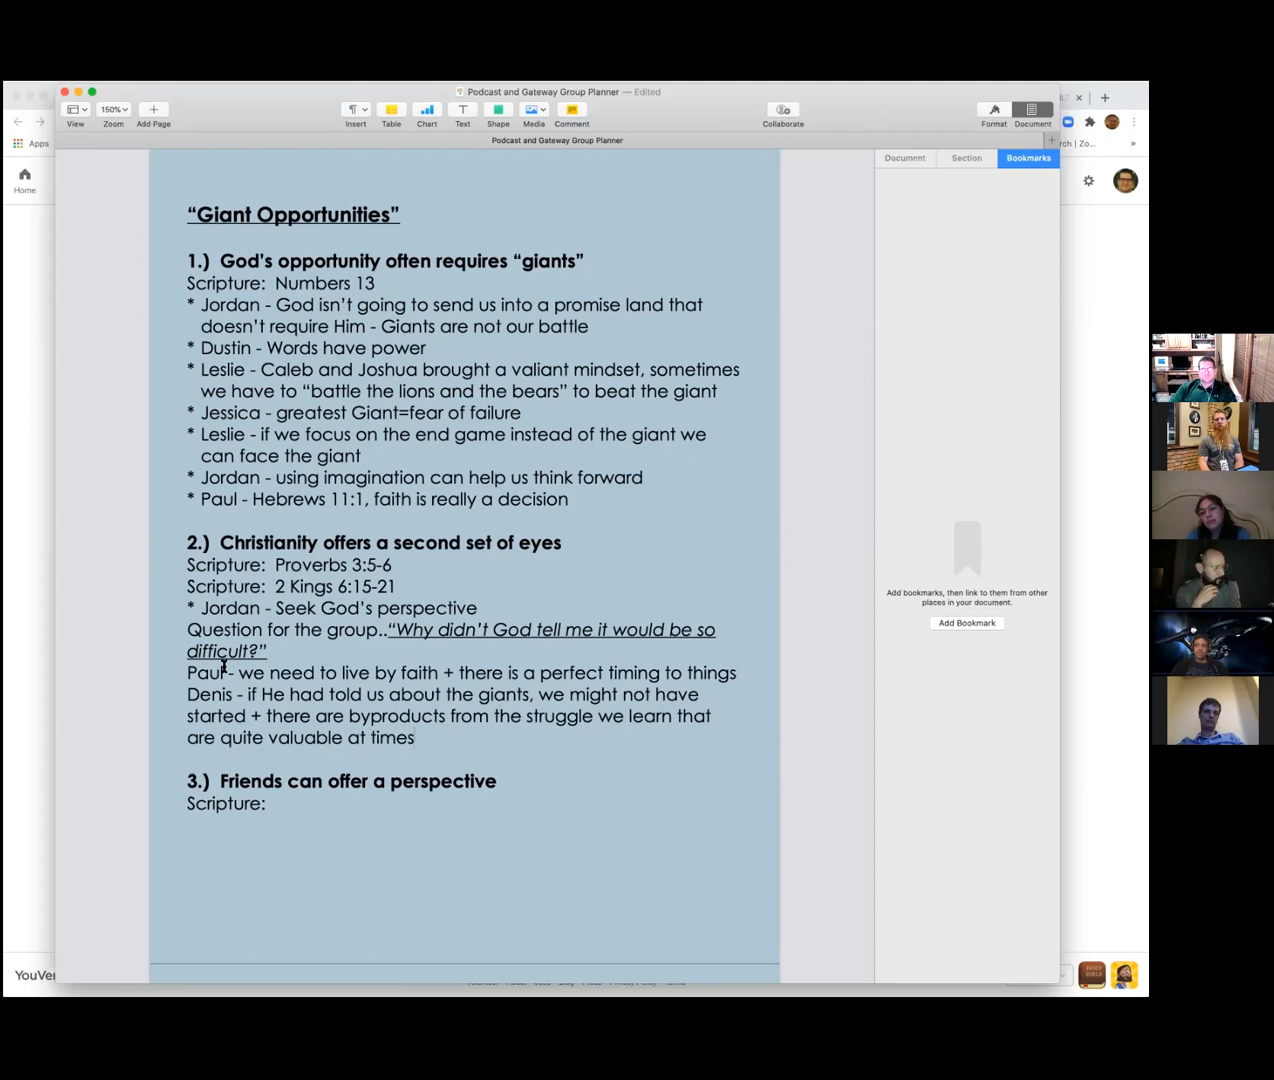 Podcast and Gateway Group Planner — Edited
View
150%
Zoom
Add Page
Insert
Table
Chart
Text
Shape
Media
Comment
Collaborate
Format
Document
Podcast and Gateway Group Planner
Apps
Home
Document
Section
Bookmarks
“Giant Opportunities”
1.) God’s opportunity often requires “giants”
Scripture: Numbers 13
* Jordan - God isn’t going to send us into a promise land that
doesn’t require Him - Giants are not our battle
* Dustin - Words have power
* Leslie - Caleb and Joshua brought a valiant mindset, sometimes
we have to “battle the lions and the bears” to beat the giant
* Jessica - greatest Giant=fear of failure
* Leslie - if we focus on the end game instead of the giant we
can face the giant
* Jordan - using imagination can help us think forward
* Paul - Hebrews 11:1, faith is really a decision
2.) Christianity offers a second set of eyes
Scripture: Proverbs 3:5-6
Scripture: 2 Kings 6:15-21
* Jordan - Seek God’s perspective
Question for the group..“Why didn’t God tell me it would be so
difficult?”
Paul - we need to live by faith + there is a perfect timing to things
Denis - if He had told us about the giants, we might not have
started + there are byproducts from the struggle we learn that
are quite valuable at times
3.) Friends can offer a perspective
Scripture:
Add bookmarks, then link to them from other
places in your document.
Add Bookmark
rch | Zo...
YouVer
HOLY
BIBLE